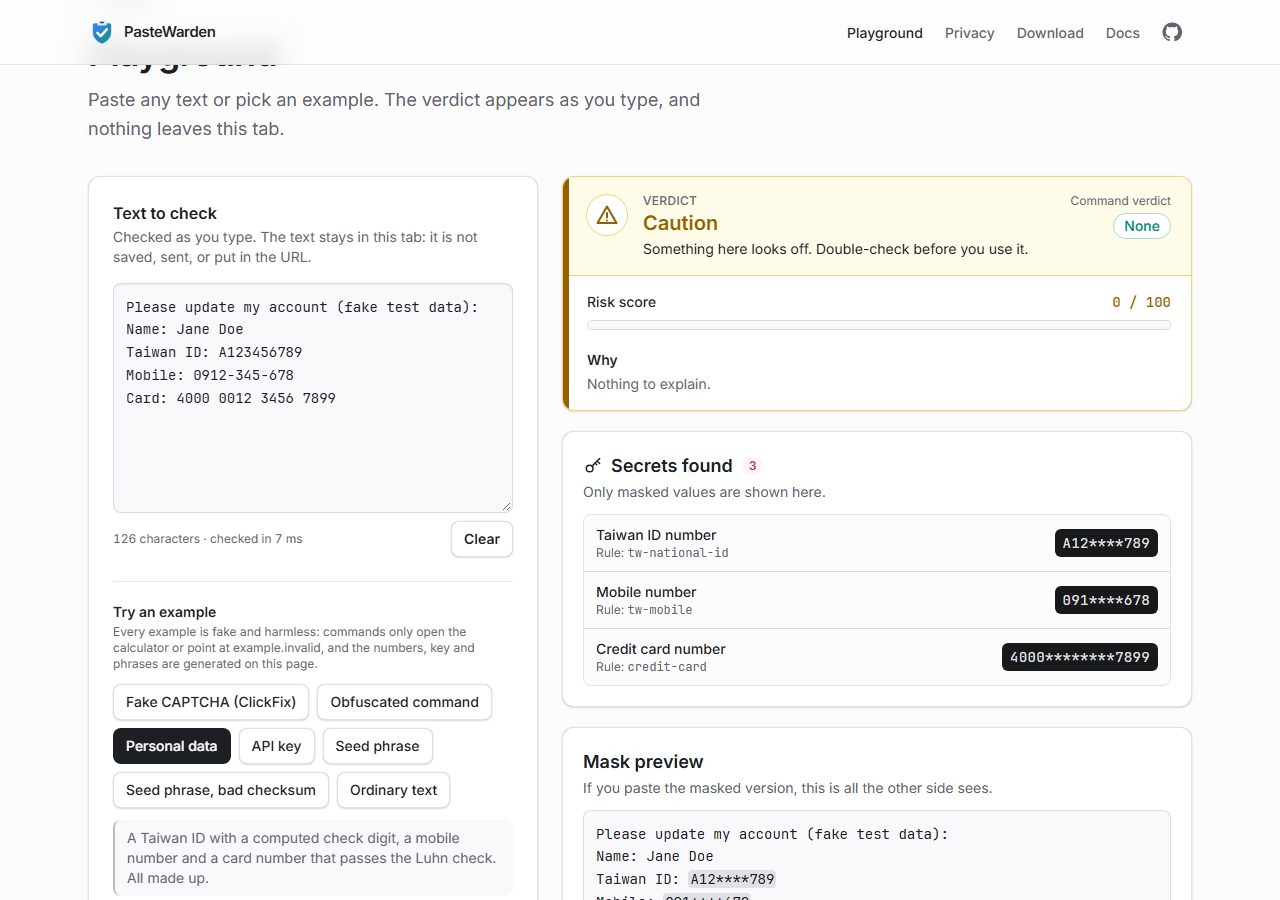 PasteWarden
Playground
Privacy
Download
Docs
Playground
Paste any text or pick an example. The verdict appears as you type, and
nothing leaves this tab.
Text to check
Checked as you type. The text stays in this tab: it is not
saved, sent, or put in the URL.
Please update my account (fake test data):
Name: Jane Doe
Taiwan ID: A123456789
Mobile: 0912-345-678
Card: 4000 0012 3456 7899
126 characters · checked in 7 ms
Clear
Try an example
Every example is fake and harmless: commands only open the
calculator or point at example.invalid, and the numbers, key and
phrases are generated on this page.
Fake CAPTCHA (ClickFix)
Obfuscated command
Personal data
API key
Seed phrase
Seed phrase, bad checksum
Ordinary text
A Taiwan ID with a computed check digit, a mobile
number and a card number that passes the Luhn check.
All made up.
VERDICT
Caution
Something here looks off. Double-check before you use it.
Command verdict
None
Risk score
0 / 100
Why
Nothing to explain.
Secrets found 3
Only masked values are shown here.
Taiwan ID number
Rule: tw-national-id
A12****789
Mobile number
Rule: tw-mobile
091****678
Credit card number
Rule: credit-card
4000********7899
Mask preview
If you paste the masked version, this is all the other side sees.
Please update my account (fake test data):
Name: Jane Doe
Taiwan ID: A12****789
Mobile: 091****678